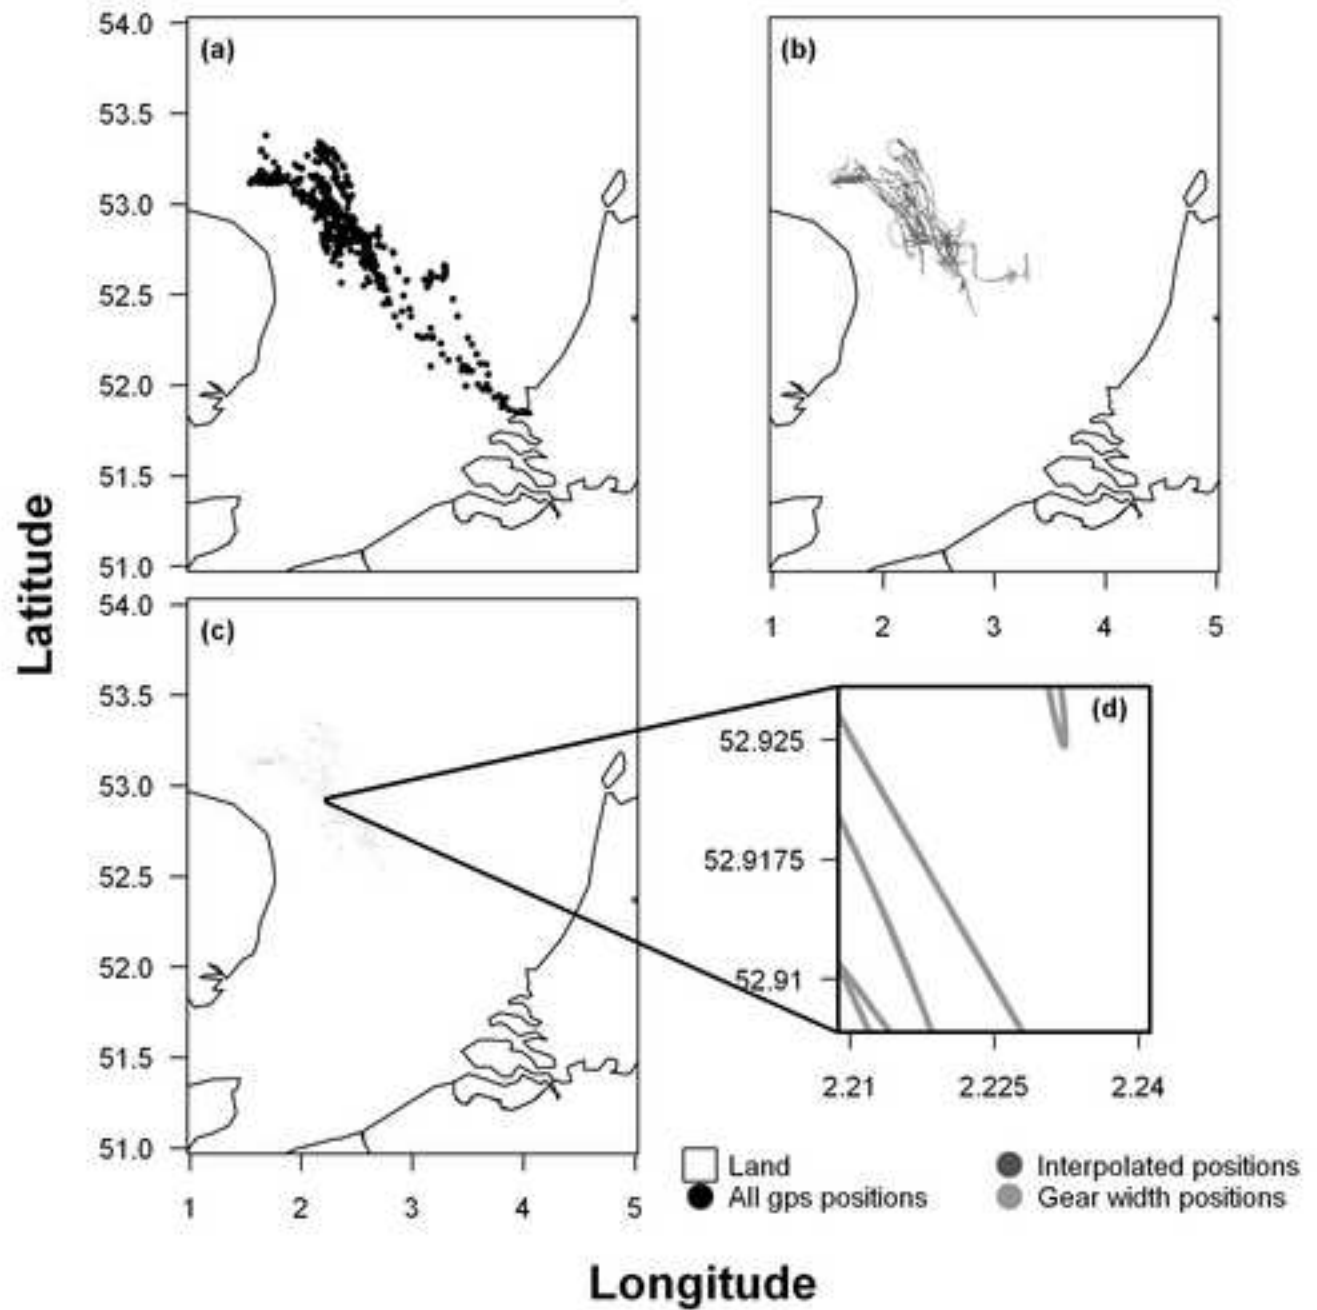 54.0
(a)
(b)
53.5
53.0
52.5
52.0
51.5
51.0
1 2 3 4 5
54.0
(c)
53.5
53.0
52.5
52.0
51.5
51.0
1 2 3 4 5
(d)
52.925
52.9175
52.91
2.21 2.225 2.24
Land
All gps positions
Interpolated positions
Gear width positions
Latitude
Longitude